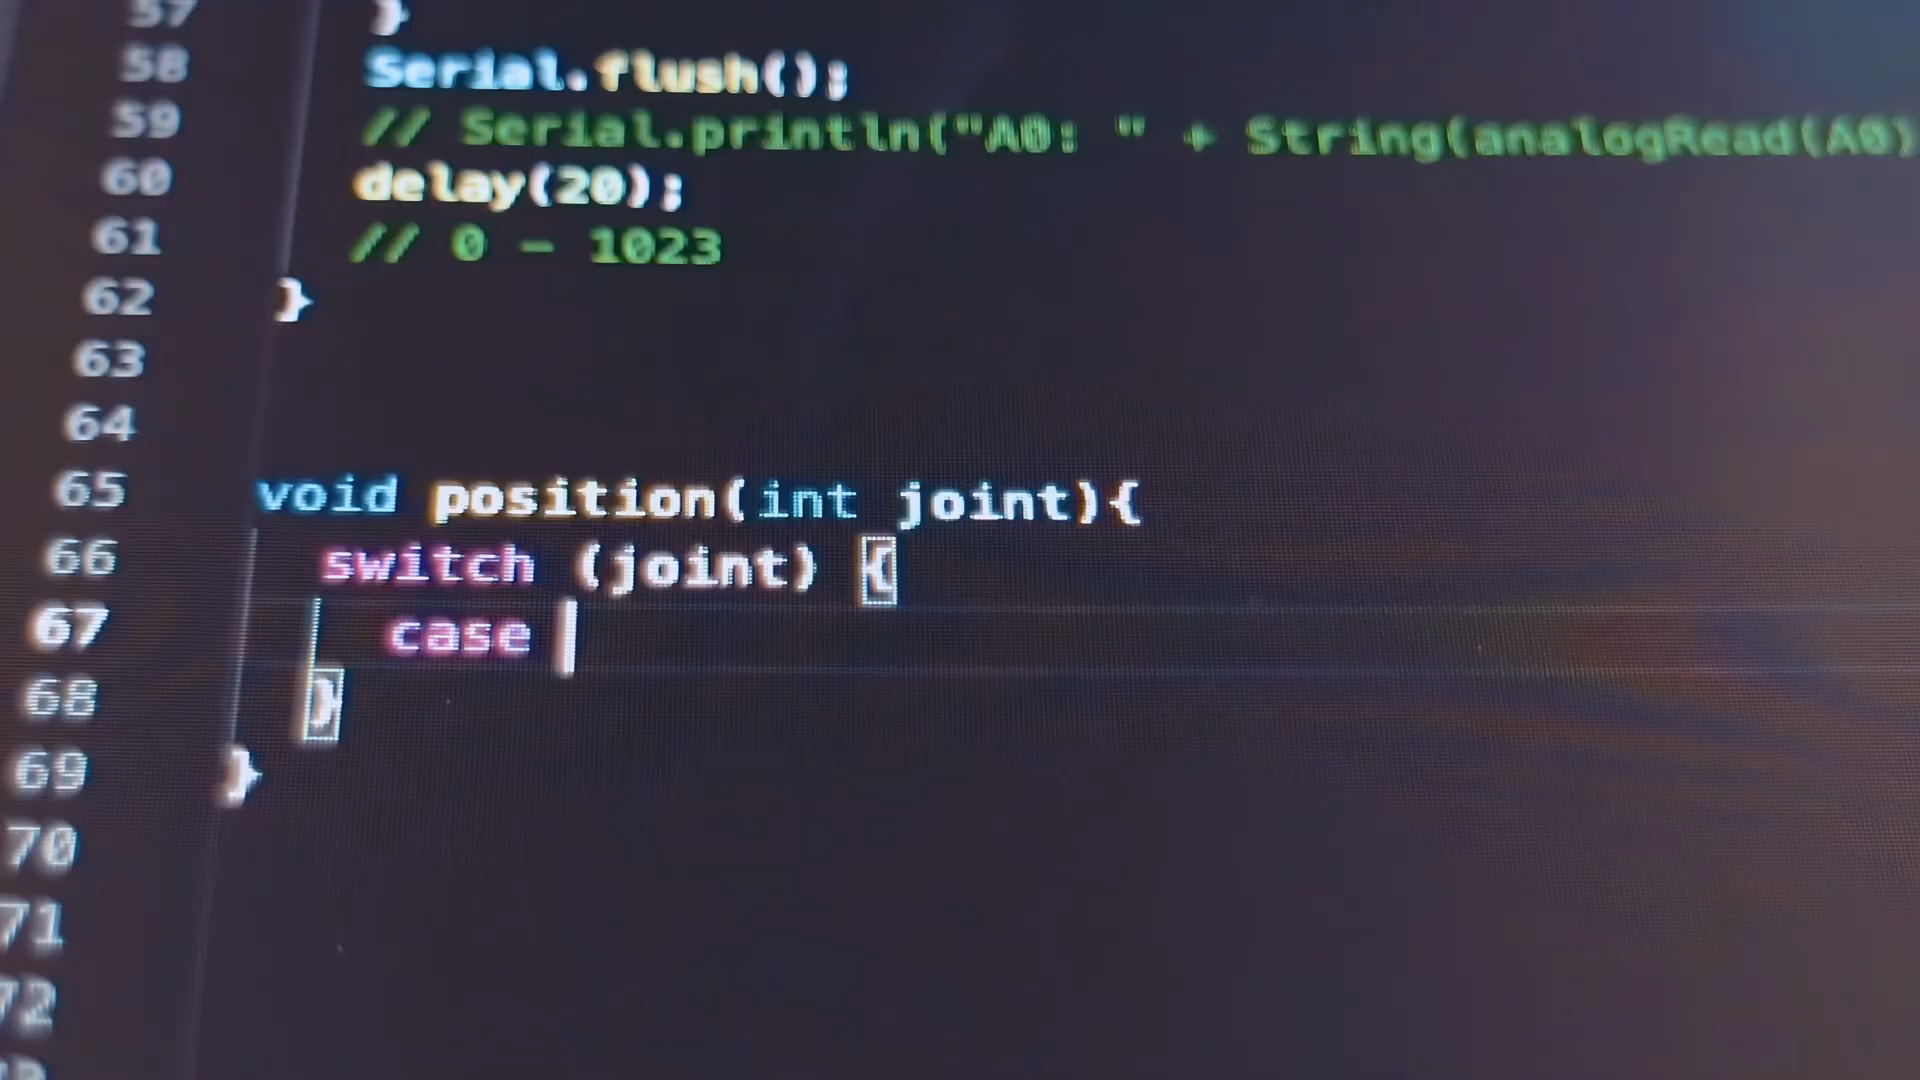 57 }
58 Serial.flush();
59 // Serial.println("A0: " + String(analogRead(A0)
60 delay(20);
61 // 0 - 1023
62 }
63
64
65 void position(int joint){
66 switch (joint) {
67 case
68 }
69 }
70
71
72